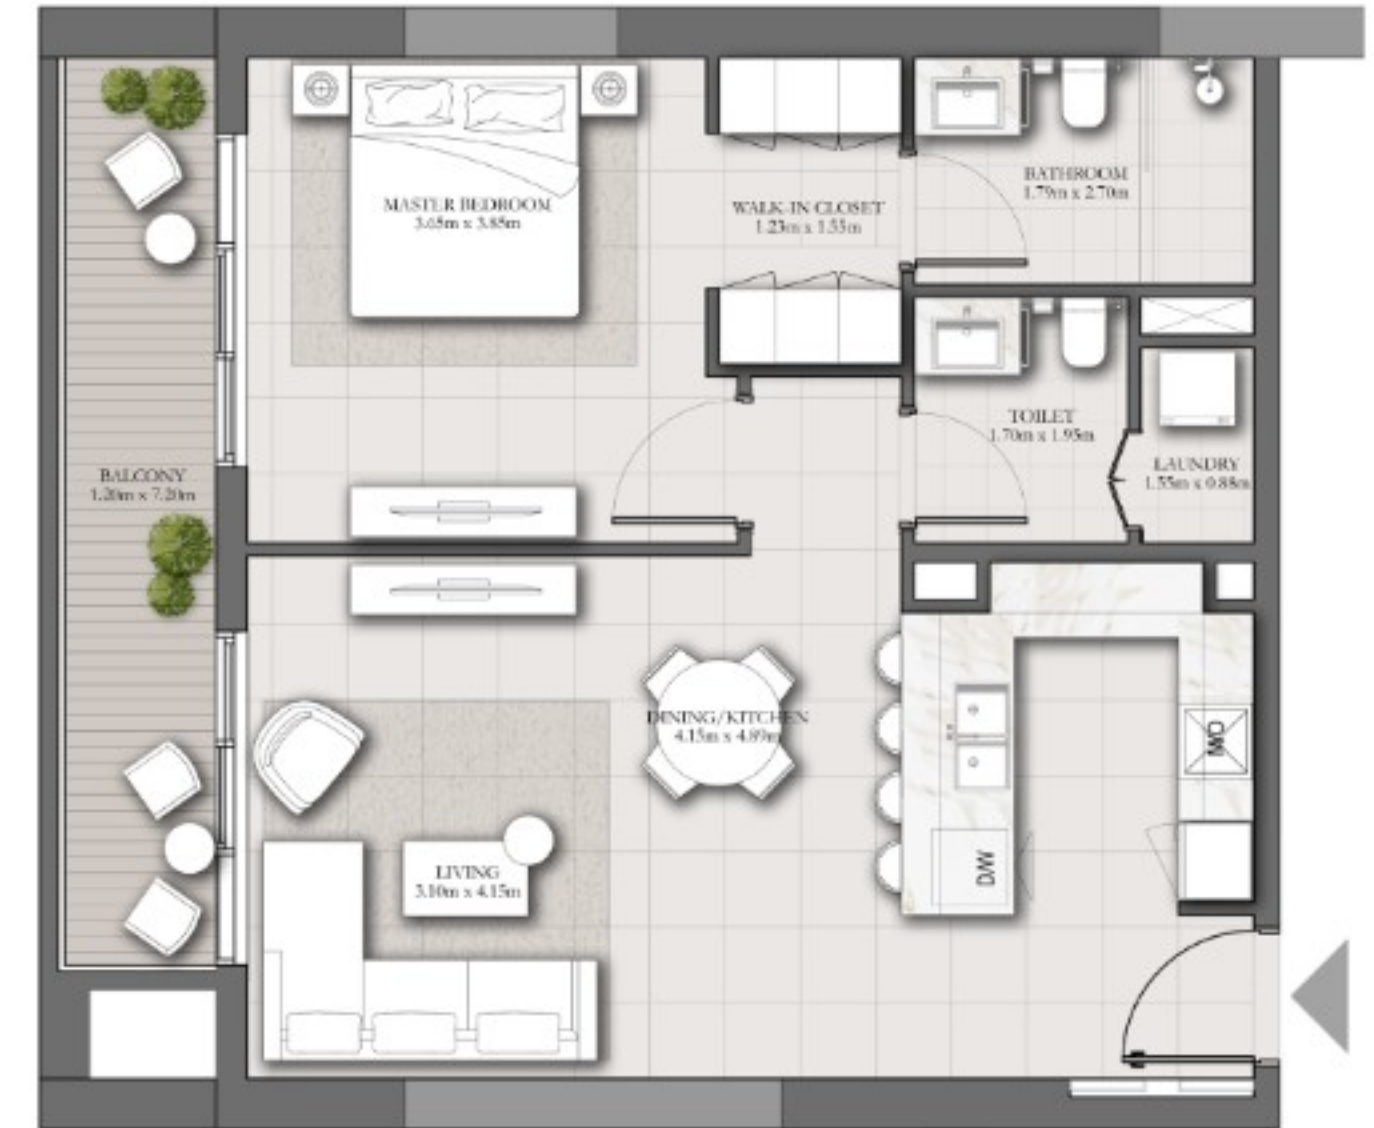 MASTER BEDROOM
3.65m x 3.85m
WALK-IN CLOSET
1.23m x 1.55m
BATHROOM
1.79m x 2.70m
TOILET
1.70m x 1.95m
LAUNDRY
1.55m x 0.88m
BALCONY
1.20m x 7.20m
DINING/KITCHEN
4.15m x 4.89m
MO
LIVING
3.10m x 4.15m
D/W